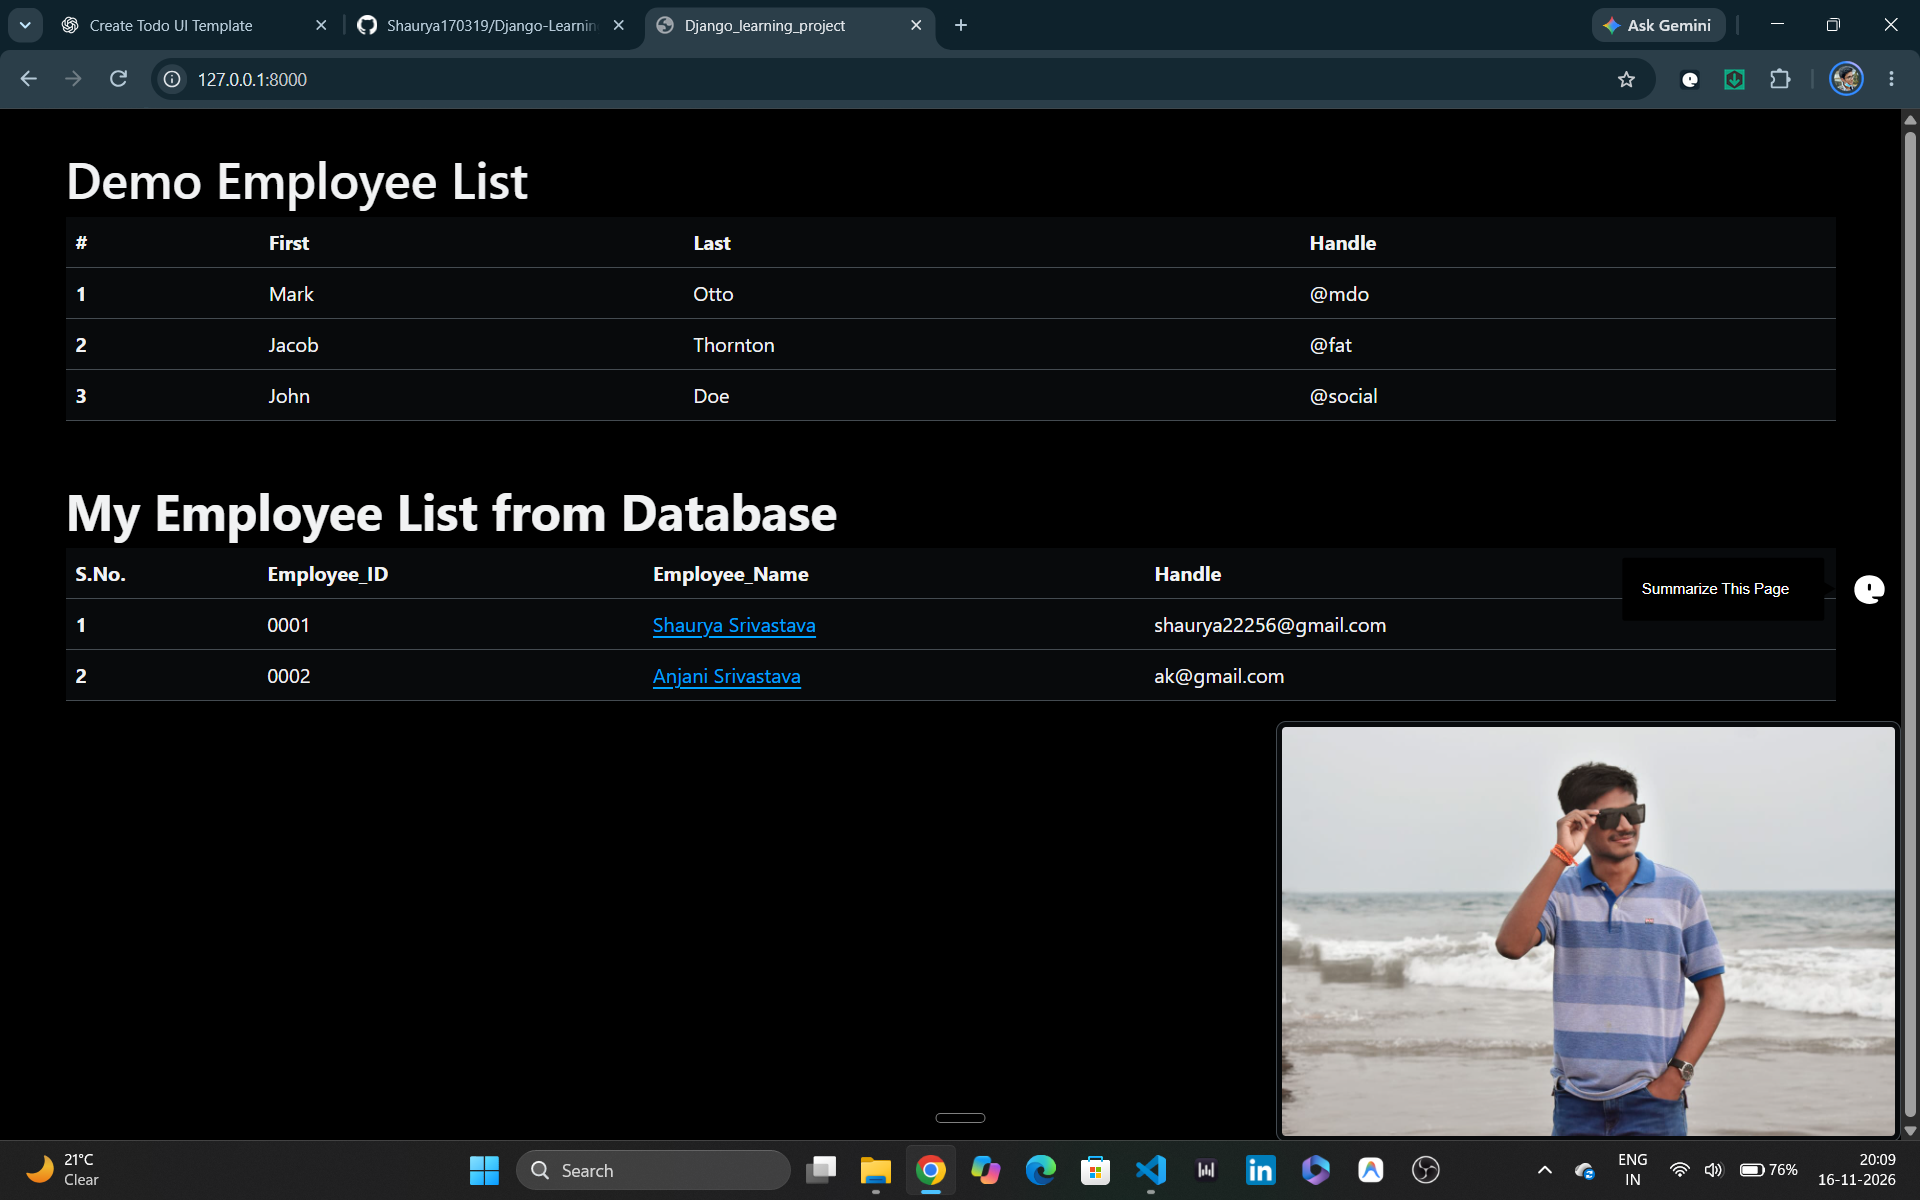 Create Todo UI Template
Shaurya170319/Django-Learnin
Django_learning_project
Ask Gemini
127.0.0.1:8000
Demo Employee List
# First Last Handle
1 Mark Otto @mdo
2 Jacob Thornton @fat
3 John Doe @social
My Employee List from Database
S.No. Employee_ID Employee_Name Handle
Summarize This Page
1 0001 Shaurya Srivastava shaurya22256@gmail.com
2 0002 Anjani Srivastava ak@gmail.com
21°C
Clear
Search
ENG
IN
76%
20:09
16-11-2026